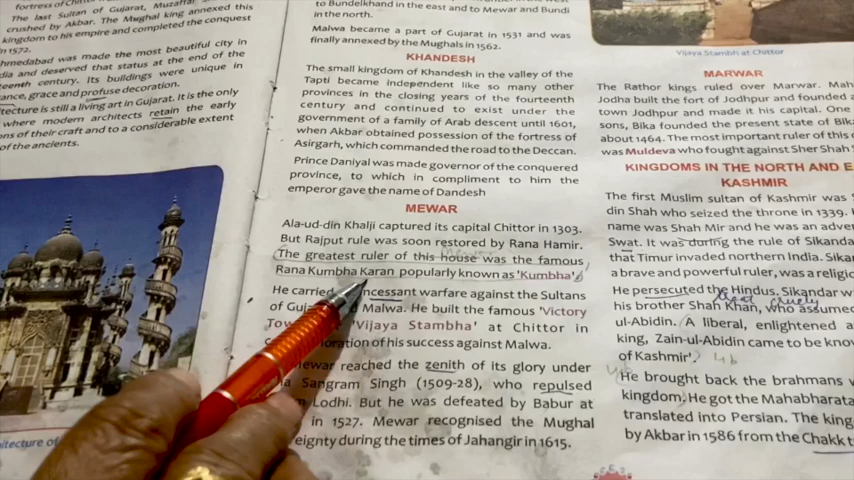 The last Sultan of Gujarat,
crushed by Akbar. The Mughal king annexed this
kingdom to his empire and completed the conquest
in 1572.
hmedabad was made the most beautiful city in
dia and deserved that status at the end of the
teenth century. Its buildings were unique in
ance, grace and profuse decoration.
itecture is still a living art in Gujarat. It is the only
where modern architects retain the early
ns of their craft and to a considerable extent
of the ancients.
itecture of
to Bundelkhand in the east and to Mewar and Bundi
in the north.
Malwa became a part of Gujarat in 1531 and was
finally annexed by the Mughals in 1562.
KHANDESH
The small kingdom of Khandesh in the valley of the
Tapti became independent like so many other
provinces in the closing years of the fourteenth
century and continued to exist under the
government of a family of Arab descent until 1601,
when Akbar obtained possession of the fortress of
Asirgarh, which commanded the road to the Deccan.
Prince Daniyal was made governor of the conquered
province, to which in compliment to him the
emperor gave the name of Dandesh
MEWAR
Ala-ud-din Khalji captured its capital Chittor in 1303.
But Rajput rule was soon restored by Rana Hamir.
The greatest ruler of this house was the famous
Rana Kumbha Karan popularly known as 'Kumbha'.
He carried incessant warfare against the Sultans
of Guj Malwa. He built the famous 'Victory
Tow 'Vijaya Stambha' at Chittor in
oration of his success against Malwa.
Mewar reached the zenith of its glory under
a Sangram Singh (1509-28), who repulsed
m Lodhi. But he was defeated by Babur at
in 1527. Mewar recognised the Mughal
eignty during the times of Jahangir in 1615.
Vijaya Stambh at Chittor
MARWAR
The Rathor kings ruled over Marwar.
Jodha built the fort of Jodhpur and founded
town Jodhpur and made it his capital. One
sons, Bika founded the present state of
about 1464. The most important ruler of this
was Muldeva who fought against Sher Shah
KINGDOMS IN THE NORTH AND E
KASHMIR
The first Muslim sultan of Kashmir was
din Shah who seized the throne in 1339.
name was Shah Mir and he was an
Swat. It was during the rule of
that Timur invaded northern India.
a brave and powerful ruler, was a
He persecuted the Hindus. Sikandar
cruely
his brother Shah Khan, who assumed
ul-Abidin. A liberal, enlightened
king, Zain-ul-Abidin came to be
of Kashmir'.
He brought back the brahmans
kingdom. He got the Mahabharata
translated into Persian. The king
by Akbar in 1586 from the Chakk